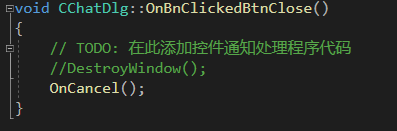 void CChatDlg::OnBnClickedBtnClose()
{
    // TODO: 在此添加控件通知处理程序代码
    //DestroyWindow();
    OnCancel();
}